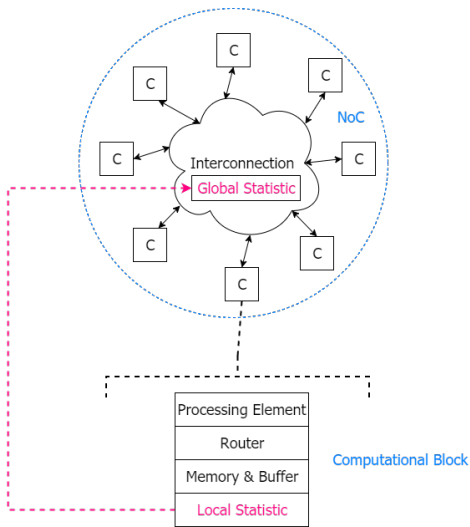 C
C
C
NoC
C
C
Interconnection
Global Statistic
C
C
C
Processing Element
Router
Computational Block
Memory & Buffer
Local Statistic